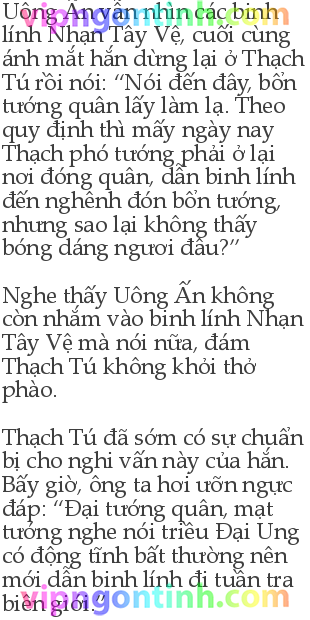 Uông Ấn vẫn nhìn các binh
lính Nhạn Tây Vệ, cuối cùng
ánh mắt hắn dừng lại ở Thạch
Tú rồi nói: “Nói đến đây, bổn
tướng quân lấy làm lạ. Theo
quy định thì mấy ngày nay
Thạch phó tướng phải ở lại
nơi đóng quân, dẫn binh lính
đến nghênh đón bổn tướng,
nhưng sao lại không thấy
bóng dáng ngươi đâu?”
Nghe thấy Uông Ấn không
còn nhắm vào binh lính Nhạn
Tây Vệ mà nói nữa, đám
Thạch Tú không khỏi thở
phào.
Thạch Tú đã sớm có sự chuẩn
bị cho nghi vấn này của hắn.
Bấy giờ, ông ta hơi ưỡn ngực
đáp: “Đại tướng quân, mạt
tướng nghe nói triều Đại Ung
có động tĩnh bất thường nên
mới dẫn binh lính đi tuần tra
biên giới.”
vipngontinh.com
vipngontinh.com